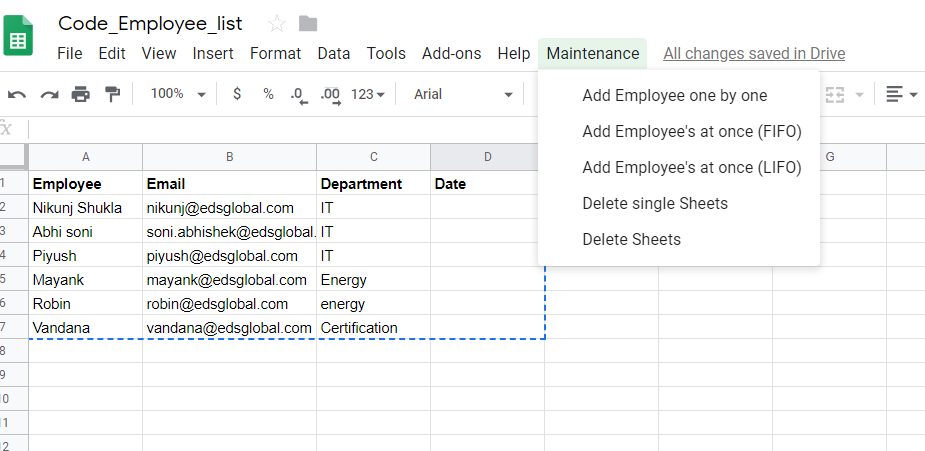 Code_Employee_list
File Edit View Insert Format Data Tools Add-ons Help Maintenance All changes saved in Drive
100% $ % .0 .00 123 Arial
Add Employee one by one
Add Employee's at once (FIFO)
Add Employee's at once (LIFO)
Delete single Sheets
Delete Sheets
fx
A B C D G
1 Employee Email Department Date
2 Nikunj Shukla nikunj@edsglobal.com IT
3 Abhi soni soni.abhishek@edsglobal. IT
4 Piyush piyush@edsglobal.com IT
5 Mayank mayank@edsglobal.com Energy
6 Robin robin@edsglobal.com energy
7 Vandana vandana@edsglobal.com Certification
8
9
0
1
2